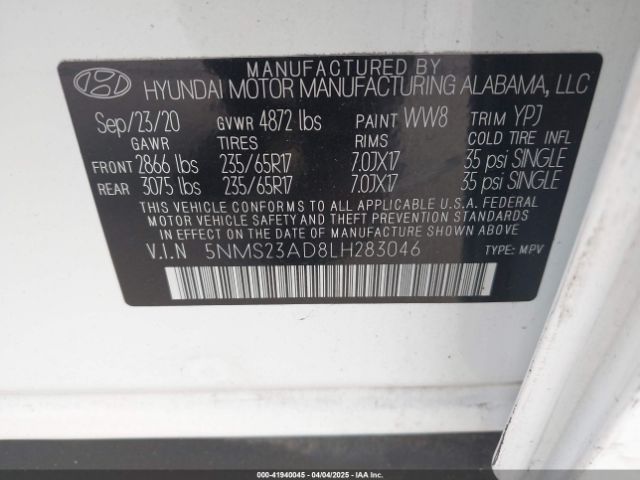 MANUFACTURED BY
HYUNDAI MOTOR MANUFACTURING ALABAMA, LLC
Sep/23/20 GVWR 4872 lbs PAINT WW8 TRIM YPJ
GAWR TIRES RIMS COLD TIRE INFL
FRONT 2866 lbs 235/65R17 7.0JX17 35 psi SINGLE
REAR 3075 lbs 235/65R17 7.0JX17 35 psi SINGLE
THIS VEHICLE CONFORMS TO ALL APPLICABLE U.S.A. FEDERAL
MOTOR VEHICLE SAFETY, BUMPER, AND THEFT PREVENTION STANDARDS
IN EFFECT ON THE DATE OF MANUFACTURE SHOWN ABOVE.
V.I.N 5NMS23AD8LH283046 TYPE: MPV
000-41940045 - 04/04/2025 - IAAI.com